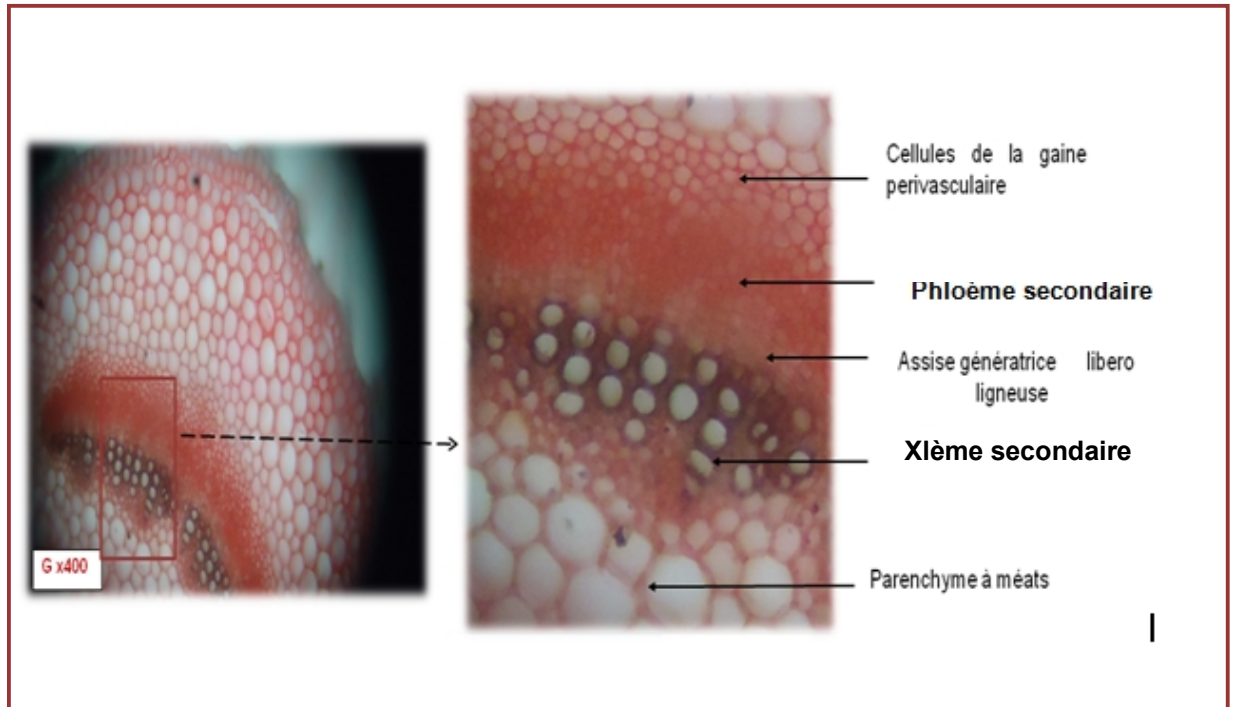 Cellules de la gaine
perivasculaire
Phloème secondaire
Assise génératrice libero
ligneuse
Xlème secondaire
G x400
Parenchyme à méats